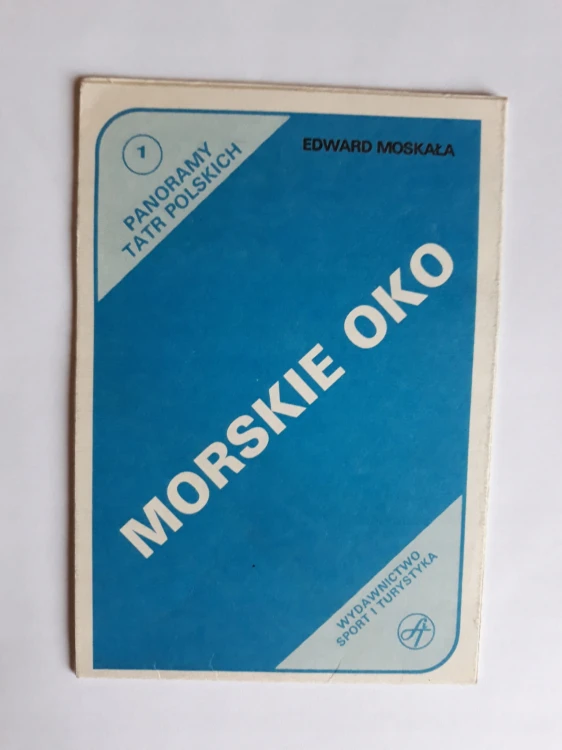 1
PANORAMY
TATR POLSKICH
EDWARD MOSKAŁA
MORSKIE OKO
WYDAWNICTWO
SPORT I TURYSTYKA